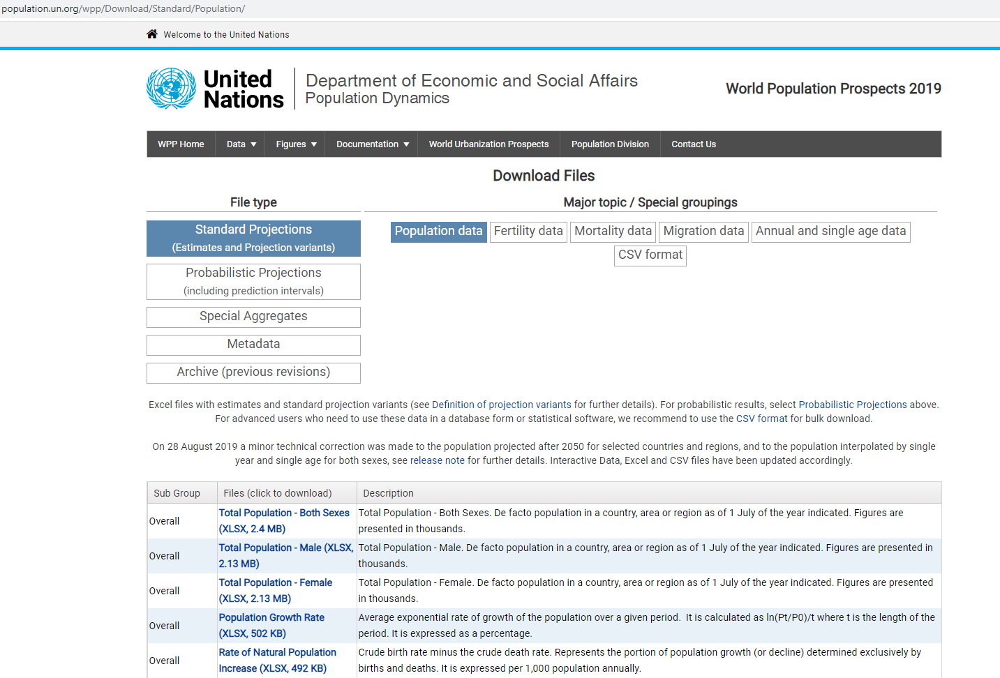 population.un.org/wpp/Download/Standard/Population/
Welcome to the United Nations
United
Nations
Department of Economic and Social Affairs
Population Dynamics
World Population Prospects 2019
WPP Home Data Figures Documentation World Urbanization Prospects Population Division Contact Us
Download Files
File type
Major topic / Special groupings
Standard Projections
(Estimates and Projection variants)
Probabilistic Projections
(including prediction intervals)
Special Aggregates
Metadata
Archive (previous revisions)
Population data Fertility data Mortality data Migration data Annual and single age data
CSV format
Excel files with estimates and standard projection variants (see Definition of projection variants for further details). For probabilistic results, select Probabilistic Projections above.
For advanced users who need to use these data in a database form or statistical software, we recommend to use the CSV format for bulk download.
On 28 August 2019 a minor technical correction was made to the population projected after 2050 for selected countries and regions, and to the population interpolated by single
year and single age for both sexes, see release note for further details. Interactive Data, Excel and CSV files have been updated accordingly.
Sub Group Files (click to download) Description
Overall
Total Population - Both Sexes
(XLSX, 2.4 MB)
Total Population - Both Sexes. De facto population in a country, area or region as of 1 July of the year indicated. Figures are
presented in thousands.
Overall
Total Population - Male (XLSX,
2.13 MB)
Total Population - Male. De facto population in a country, area or region as of 1 July of the year indicated. Figures are presented in
thousands.
Overall
Total Population - Female
(XLSX, 2.13 MB)
Total Population - Female. De facto population in a country, area or region as of 1 July of the year indicated. Figures are presented
in thousands.
Overall
Population Growth Rate
(XLSX, 502 KB)
Average exponential rate of growth of the population over a given period. It is calculated as ln(Pt/P0)/t where t is the length of the
period. It is expressed as a percentage.
Overall
Rate of Natural Population
Increase (XLSX, 492 KB)
Crude birth rate minus the crude death rate. Represents the portion of population growth (or decline) determined exclusively by
births and deaths. It is expressed per 1,000 population annually.